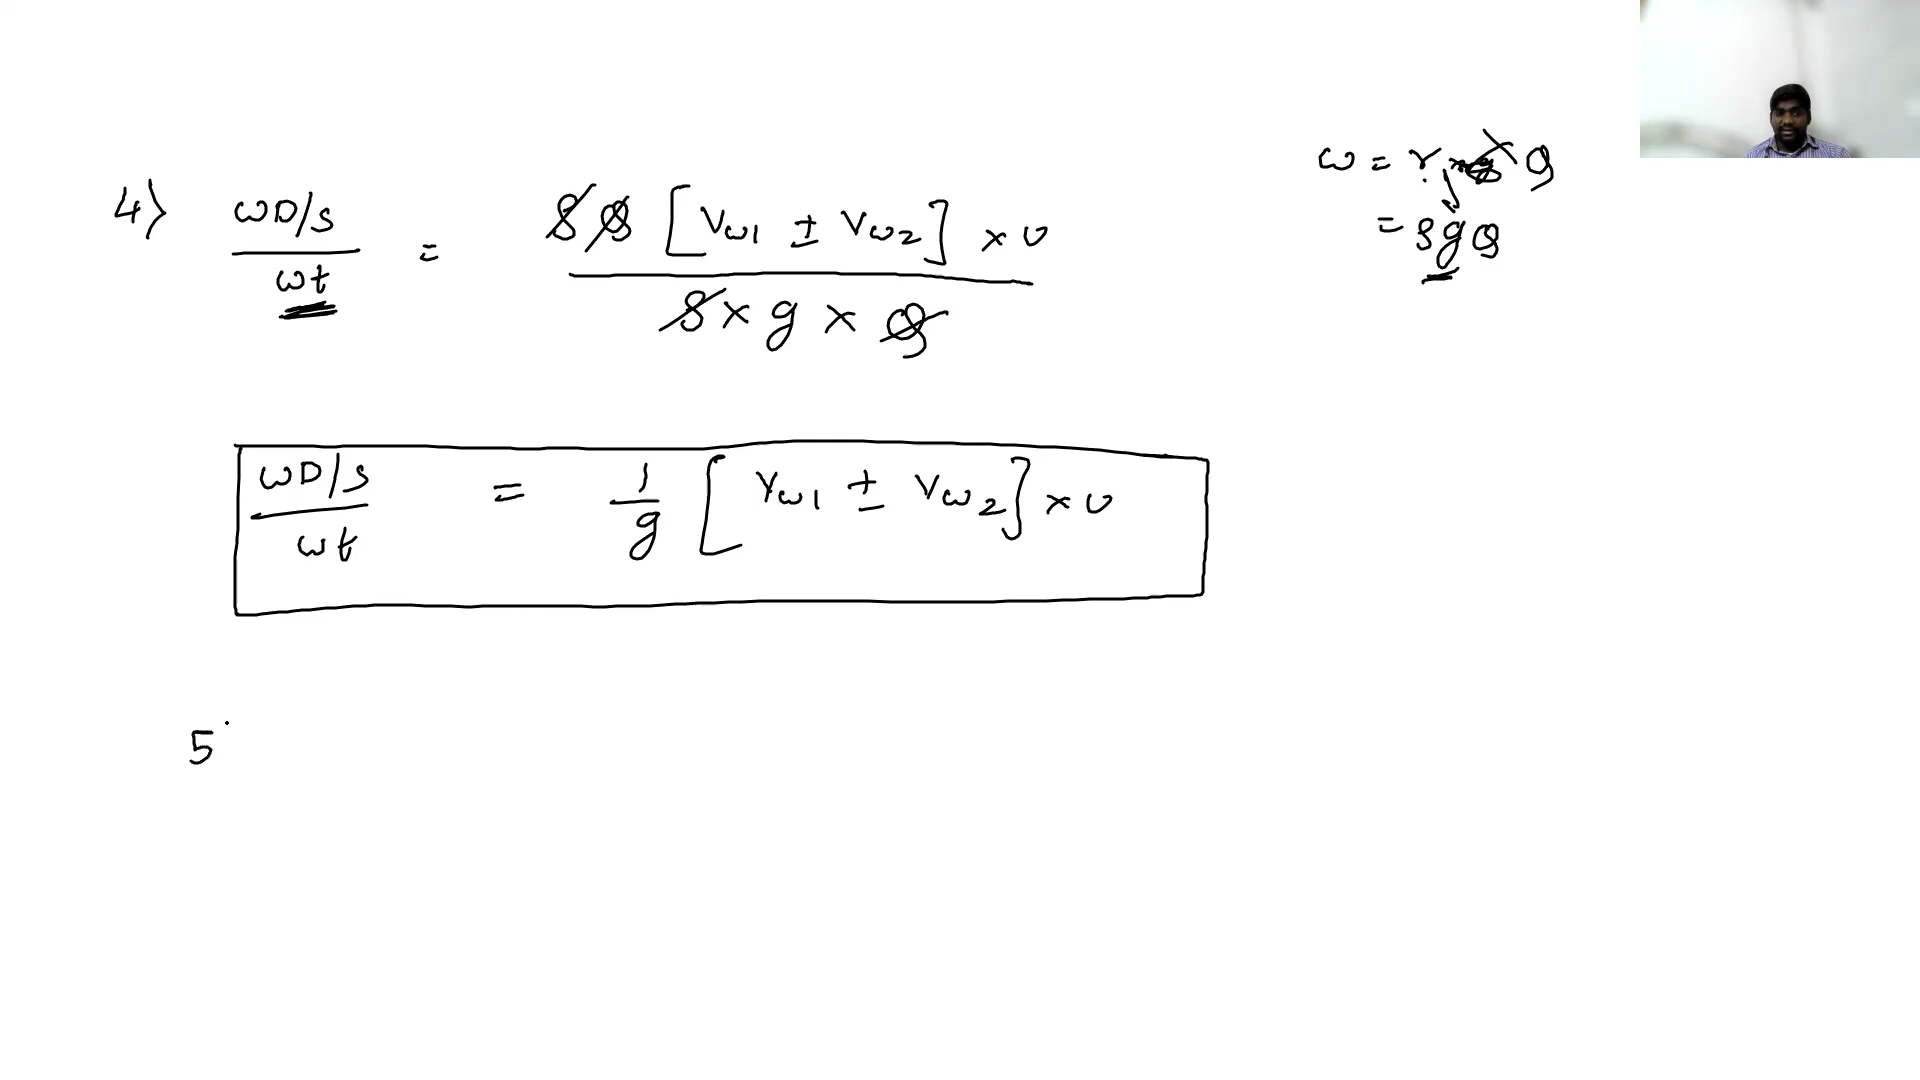 4) WD/s / wt = ρQ [Vw1 ± Vw2] × u / ρ × g × Q
w = γ × Q
= ρgQ
WD/s / wt = 1/g [Vw1 ± Vw2] × u
5